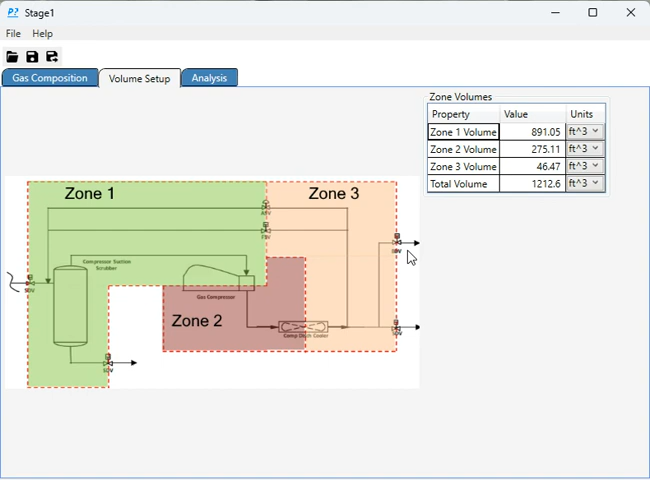 P? Stage1
File Help
Gas Composition Volume Setup Analysis
Zone Volumes
Property Value Units
Zone 1 Volume 891.05 ft^3
Zone 2 Volume 275.11 ft^3
Zone 3 Volume 46.47 ft^3
Total Volume 1212.6 ft^3
Zone 1 Zone 3
Compressor Suction
Scrubber
Gas Compressor
Zone 2